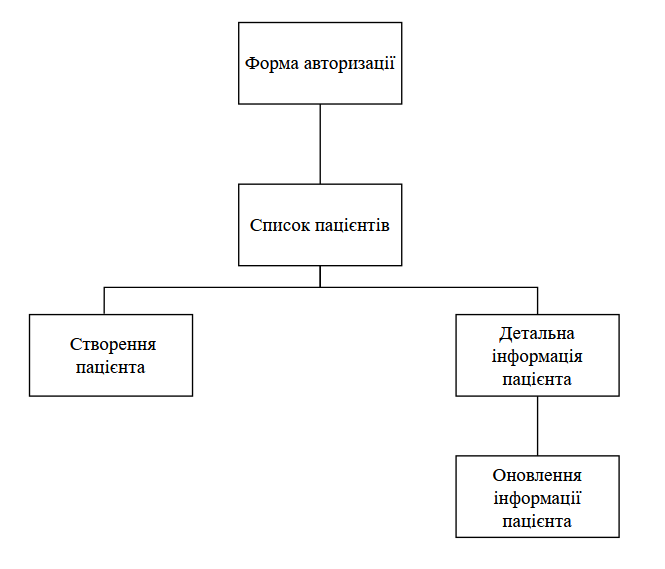 Форма авторизації
Список пацієнтів
Створення
пацієнта
Детальна
інформація
пацієнта
Оновлення
інформації
пацієнта